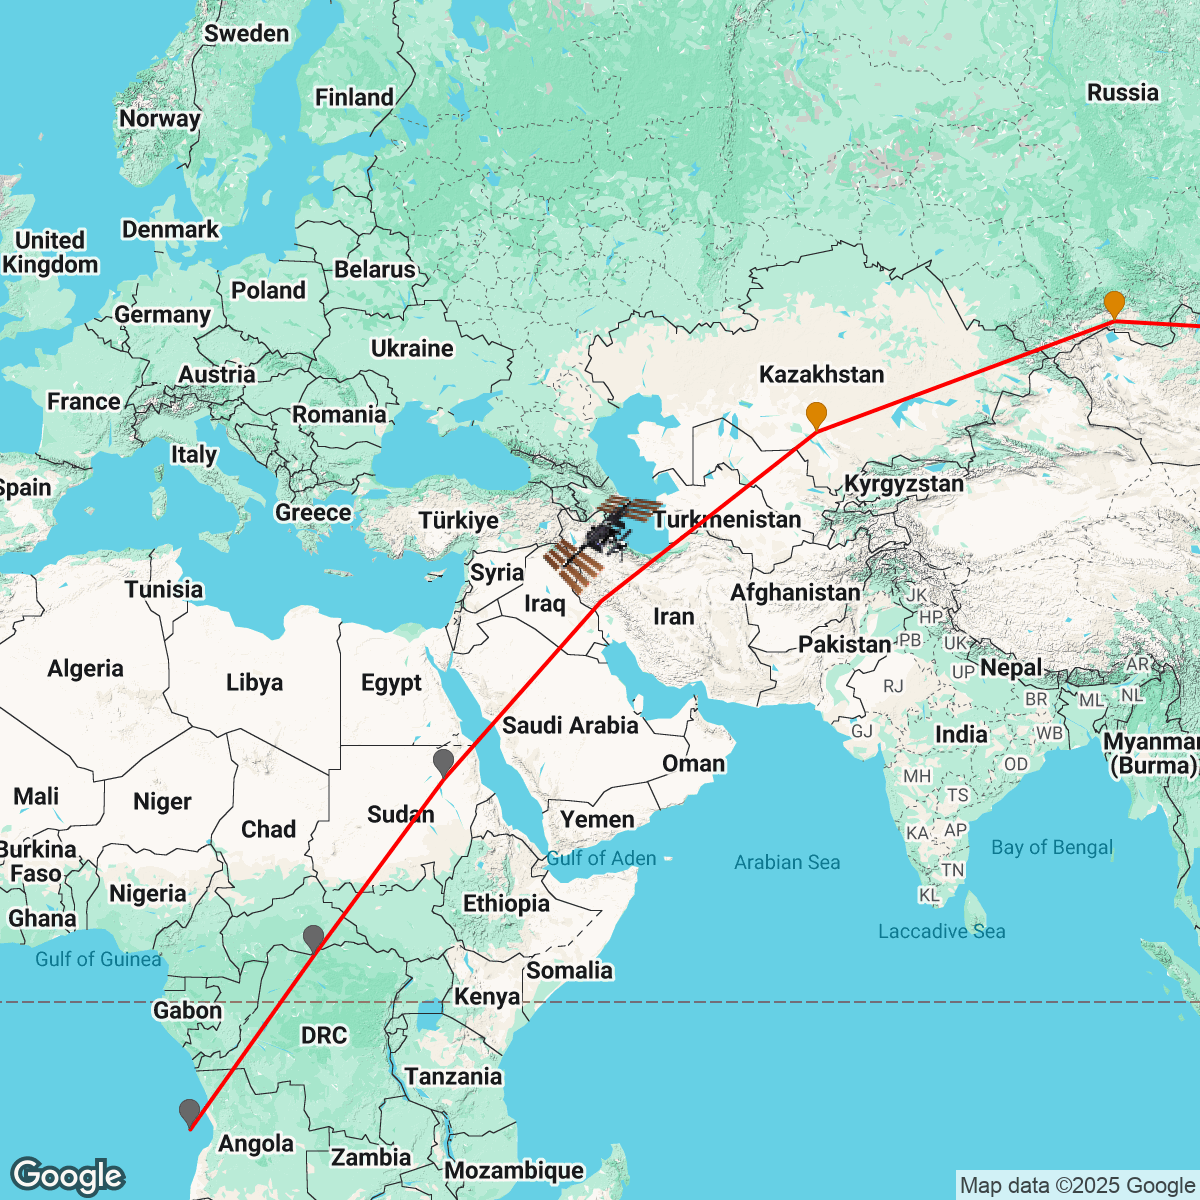 Sweden
Finland
Russia
Norway
Denmark
United
Kingdom
Belarus
Poland
Germany
Ukraine
Austria
Kazakhstan
France
Romania
Italy
Kyrgyzstan
Spain
Greece
Türkiye
Turkmenistan
Syria
Tunisia
Afghanistan
JK
Iraq
Iran
HP
PB
UK
Pakistan
Algeria
Nepal
AR
UP
Libya
Egypt
RJ
BR
ML
NL
Saudi Arabia
GJ
India
WB
Myanmar
(Burma)
Oman
OD
MH
Mali
Niger
TS
Sudan
Yemen
Chad
KA
AP
Burkina
Faso
Gulf of Aden
Arabian Sea
Bay of Bengal
TN
Nigeria
KL
Ethiopia
Ghana
Laccadive Sea
Gulf of Guinea
Somalia
Kenya
Gabon
DRC
Tanzania
Angola
Zambia
Mozambique
Google
Map data ©2025 Google